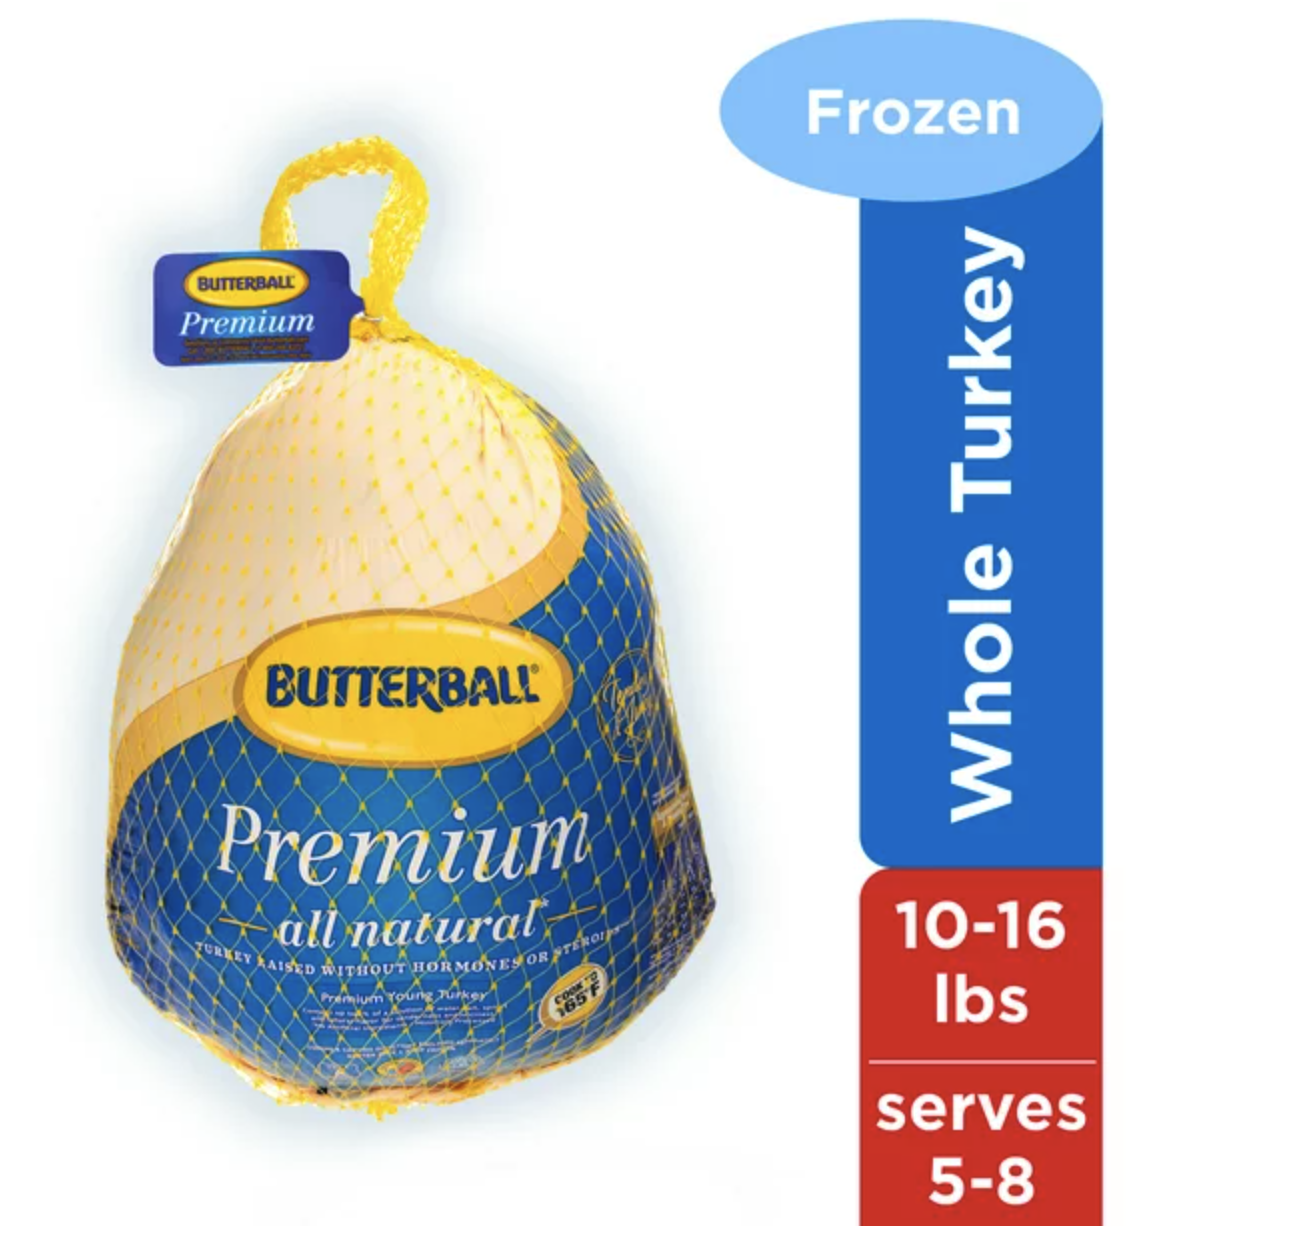 Frozen
Whole Turkey
10-16
lbs
serves
5-8
BUTTERBALL
Premium
BUTTERBALL®
Premium
all natural*
TURKEY RAISED WITHOUT HORMONES OR STEROIDS
Premium Young Turkey
COOK TO
165°F